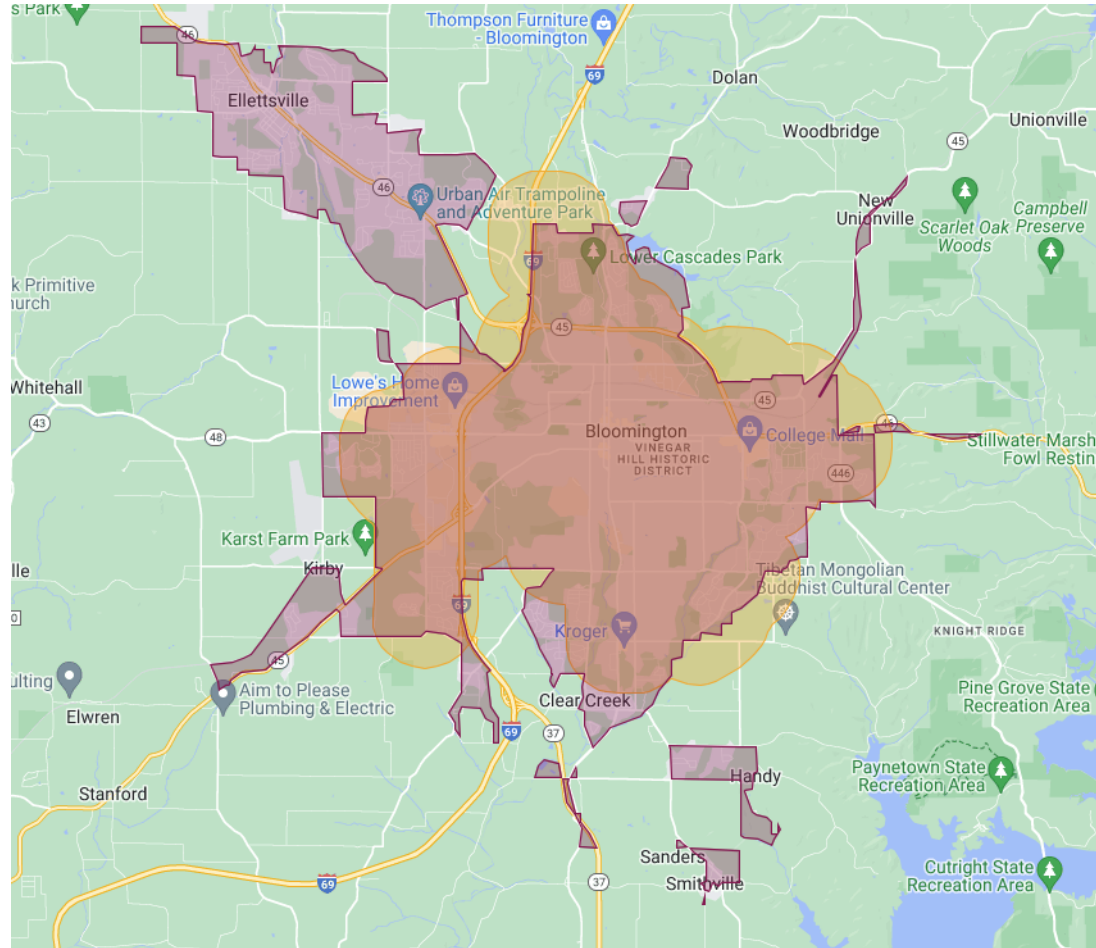 s Park
46
Thompson Furniture
- Bloomington
69
Dolan
Ellettsville
Woodbridge
Unionville
45
46
Urban Air Trampoline
and Adventure Park
New
Unionville
Scarlet Oak
Woods
Campbell
Preserve
69
Lower Cascades Park
k Primitive
hurch
45
Whitehall
Lowe's Home
Improvement
45
43
48
Bloomington
VINEGAR
HILL HISTORIC
DISTRICT
College Mall
46
Stillwater Marsh
Fowl Restin
446
Karst Farm Park
Kirby
lle
Tibetan Mongolian
Buddhist Cultural Center
69
Kroger
KNIGHT RIDGE
45
ulting
Elwren
Aim to Please
Plumbing & Electric
Clear Creek
Pine Grove State
Recreation Area
69
37
Stanford
Handy
Paynetown State
Recreation Area
Sanders
Smithville
69
37
Cutright State
Recreation Area